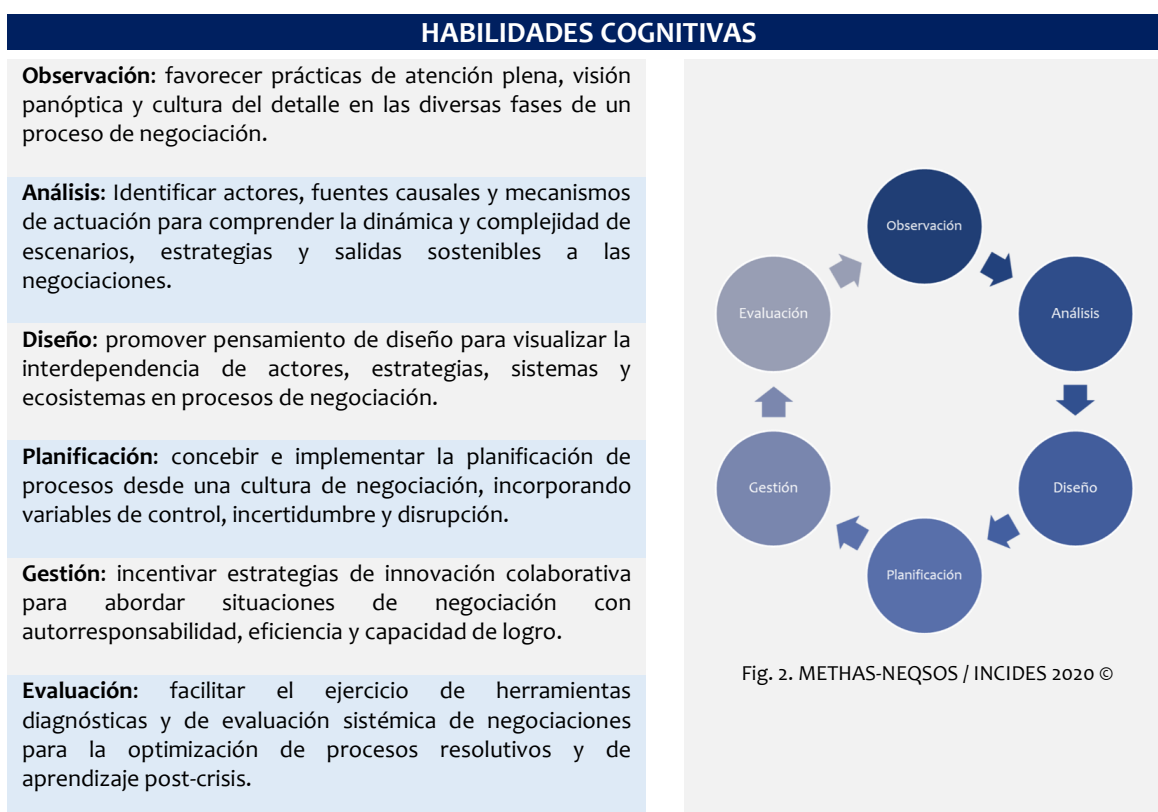 HABILIDADES COGNITIVAS
Observación: favorecer prácticas de atención plena, visión
panóptica y cultura del detalle en las diversas fases de un
proceso de negociación.
Análisis: Identificar actores, fuentes causales y mecanismos
de actuación para comprender la dinámica y complejidad de
escenarios, estrategias y salidas sostenibles a las
negociaciones.
Diseño: promover pensamiento de diseño para visualizar la
interdependencia de actores, estrategias, sistemas y
ecosistemas en procesos de negociación.
Planificación: concebir e implementar la planificación de
procesos desde una cultura de negociación, incorporando
variables de control, incertidumbre y disrupción.
Gestión: incentivar estrategias de innovación colaborativa
para abordar situaciones de negociación con
autorresponsabilidad, eficiencia y capacidad de logro.
Evaluación: facilitar el ejercicio de herramientas
diagnósticas y de evaluación sistémica de negociaciones
para la optimización de procesos resolutivos y de
aprendizaje post-crisis.
Observación
Análisis
Diseño
Planificación
Gestión
Evaluación
Fig. 2. METHAS-NEQSOS / INCIDES 2020 ©